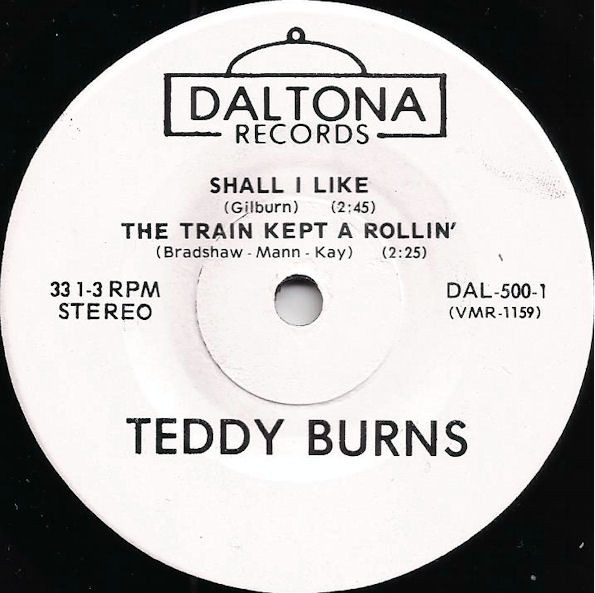 DALTONA
RECORDS
SHALL I LIKE
(Gilburn) (2:45)
THE TRAIN KEPT A ROLLIN'
(Bradshaw - Mann - Kay) (2:25)
33 1-3 RPM
STEREO
DAL-500-1
(VMR-1159)
TEDDY BURNS